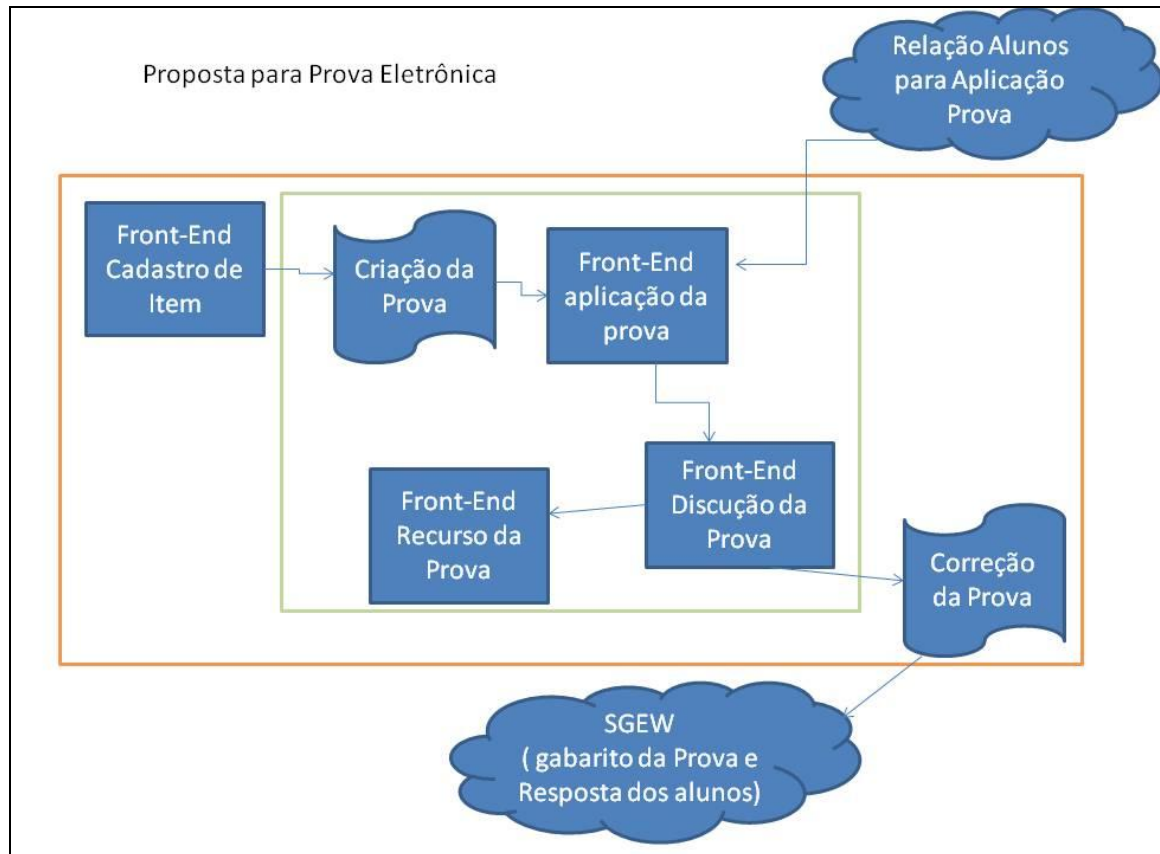 Proposta para Prova Eletrônica
Relação Alunos
para Aplicação
Prova
Front-End
Cadastro de
Item
Criação da
Prova
Front-End
aplicação da
prova
Front-End
Recurso da
Prova
Front-End
Discução da
Prova
Correção
da Prova
SGEW
( gabarito da Prova e
Resposta dos alunos)